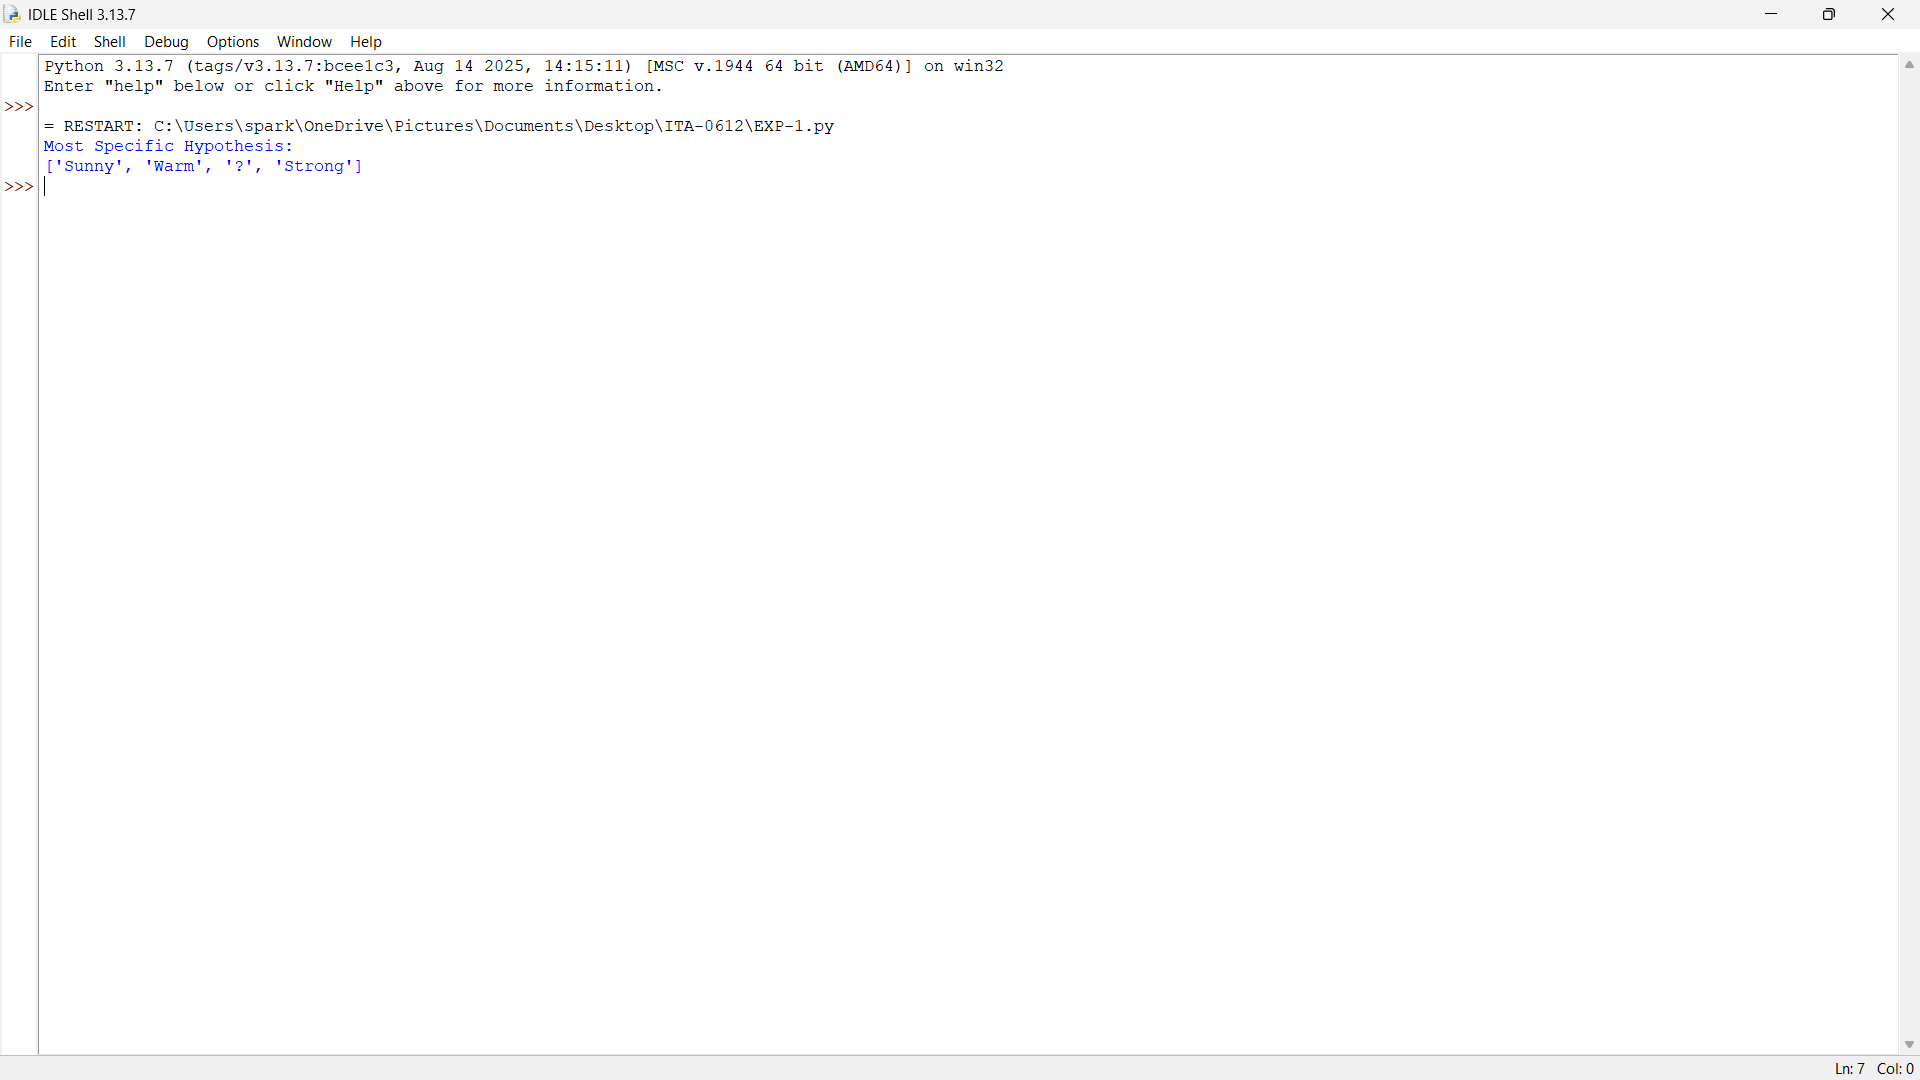 IDLE Shell 3.13.7
File Edit Shell Debug Options Window Help
Python 3.13.7 (tags/v3.13.7:bcee1c3, Aug 14 2025, 14:15:11) [MSC v.1944 64 bit (AMD64)] on win32
Enter "help" below or click "Help" above for more information.
>>>
= RESTART: C:\Users\spark\OneDrive\Pictures\Documents\Desktop\ITA-0612\EXP-1.py
Most Specific Hypothesis:
['Sunny', 'Warm', '?', 'Strong']
>>>
Ln: 7 Col: 0